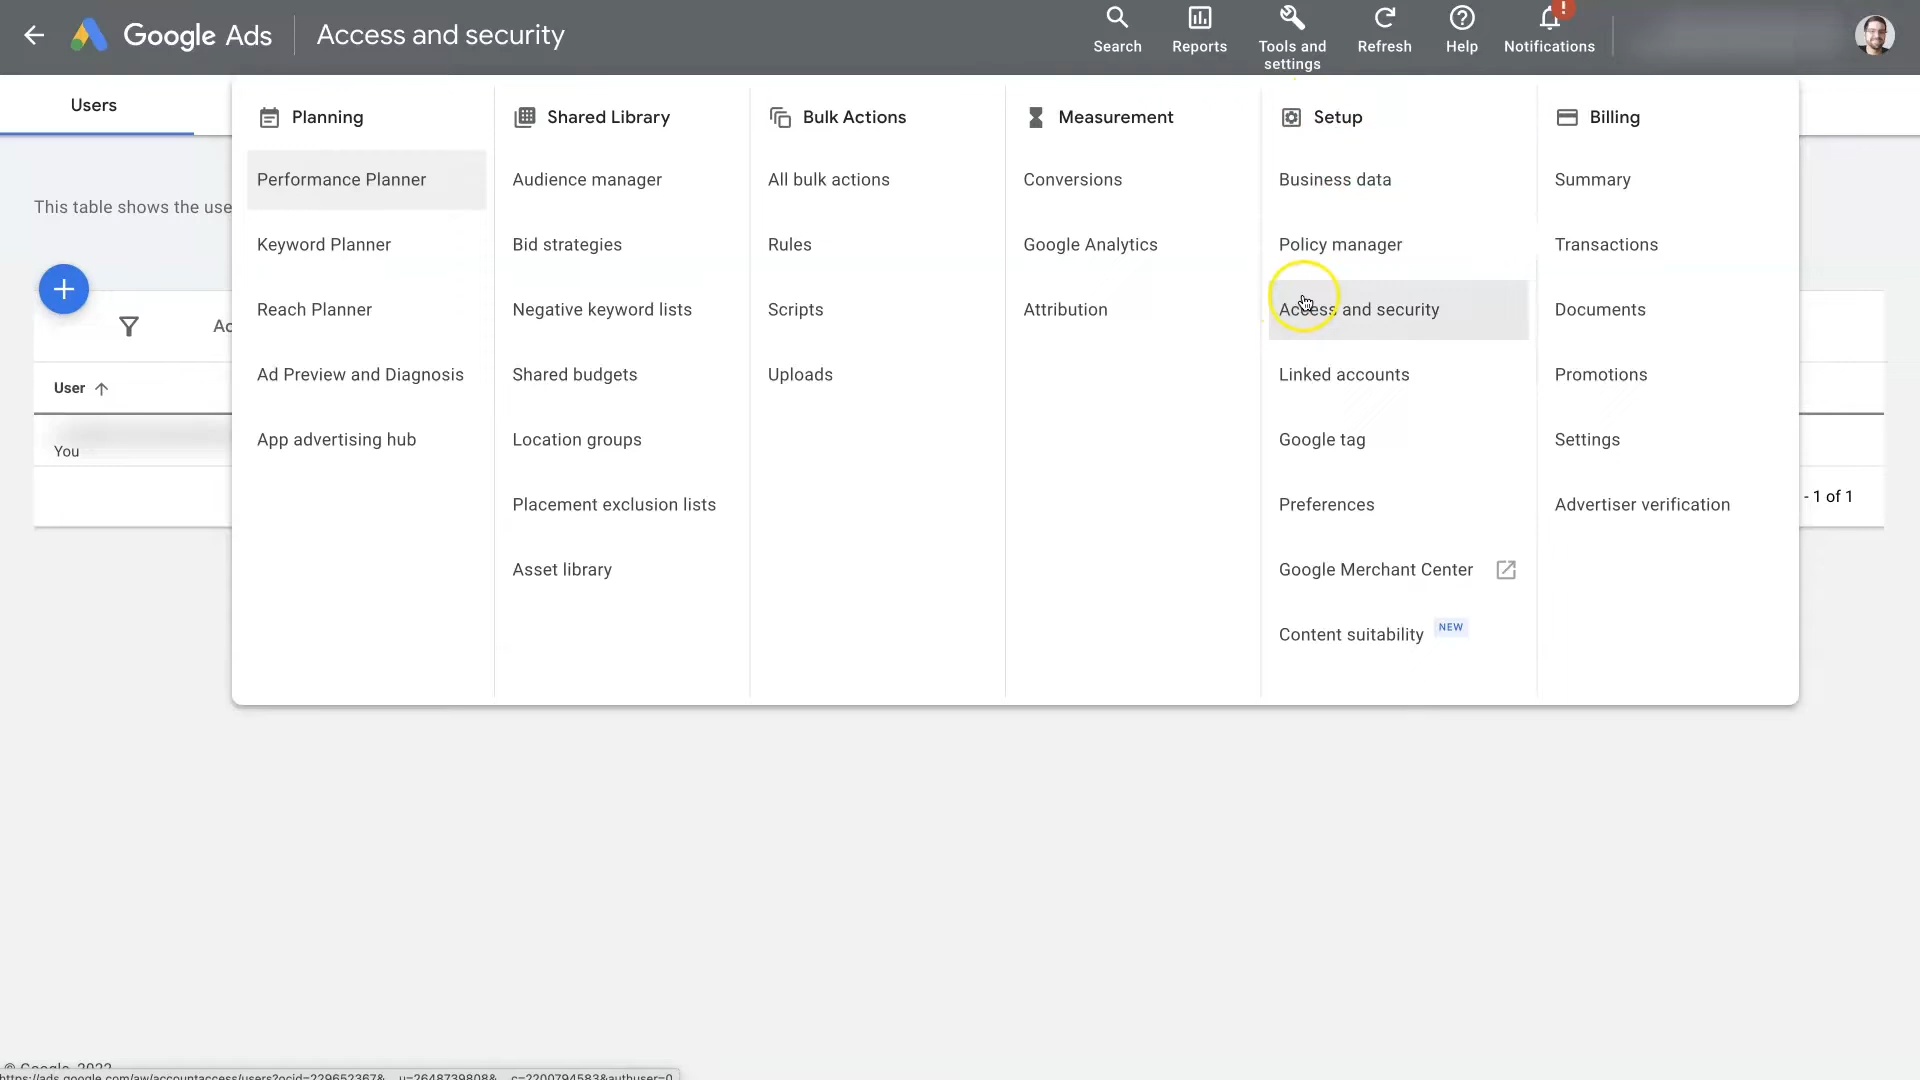 Google Ads
Access and security
Search
Reports
Tools and
settings
Refresh
Help
!
Notifications
Users
Planning
Performance Planner
Keyword Planner
Reach Planner
Ad Preview and Diagnosis
App advertising hub
Shared Library
Audience manager
Bid strategies
Negative keyword lists
Shared budgets
Location groups
Placement exclusion lists
Asset library
Bulk Actions
All bulk actions
Rules
Scripts
Uploads
Measurement
Conversions
Google Analytics
Attribution
Setup
Business data
Policy manager
Access and security
Linked accounts
Google tag
Preferences
Google Merchant Center
Content suitability NEW
Billing
Summary
Transactions
Documents
Promotions
Settings
Advertiser verification
This table shows the use
Ac
User
You
- 1 of 1
© Google, 2022